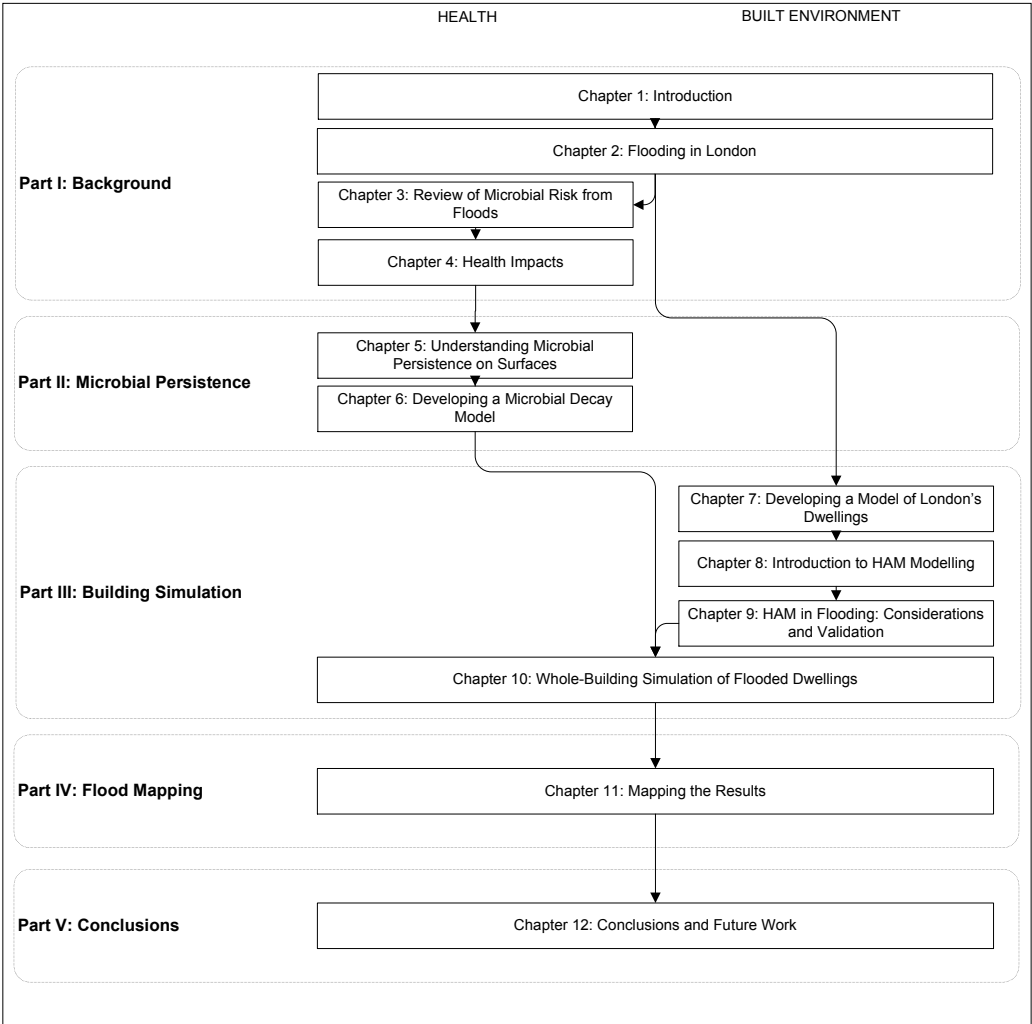 HEALTH
BUILT ENVIRONMENT
Part I: Background
Chapter 1: Introduction
Chapter 2: Flooding in London
Chapter 3: Review of Microbial Risk from
Floods
Chapter 4: Health Impacts
Part II: Microbial Persistence
Chapter 5: Understanding Microbial
Persistence on Surfaces
Chapter 6: Developing a Microbial Decay
Model
Part III: Building Simulation
Chapter 7: Developing a Model of London’s
Dwellings
Chapter 8: Introduction to HAM Modelling
Chapter 9: HAM in Flooding: Considerations
and Validation
Chapter 10: Whole-Building Simulation of Flooded Dwellings
Part IV: Flood Mapping
Chapter 11: Mapping the Results
Part V: Conclusions
Chapter 12: Conclusions and Future Work